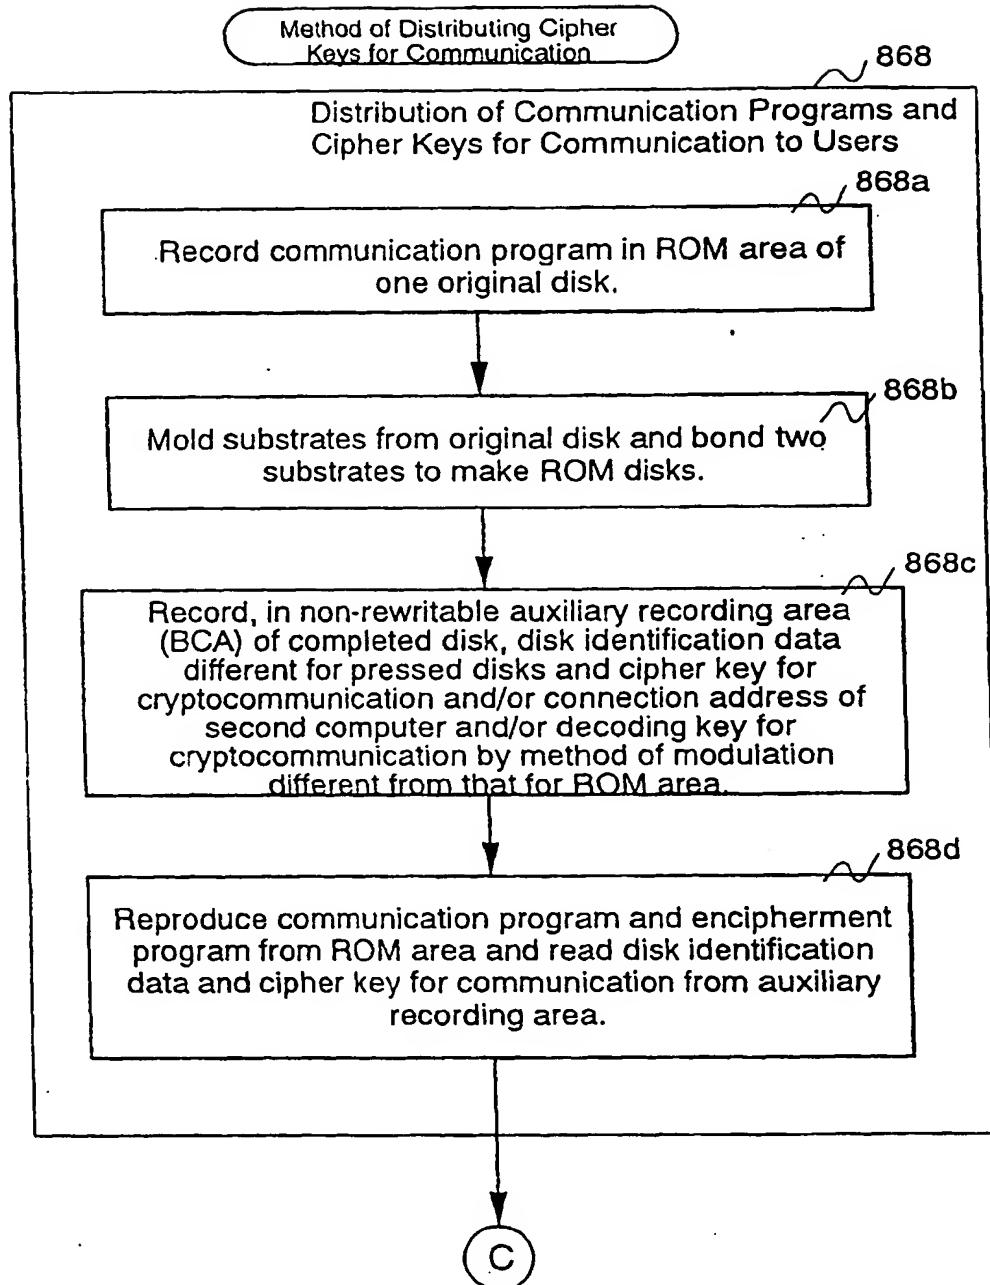 Method of Distributing Cipher
Keys for Communication
868
Distribution of Communication Programs and
Cipher Keys for Communication to Users
868a
Record communication program in ROM area of
one original disk.
868b
Mold substrates from original disk and bond two
substrates to make ROM disks.
868c
Record, in non-rewritable auxiliary recording area
(BCA) of completed disk, disk identification data
different for pressed disks and cipher key for
cryptocommunication and/or connection address of
second computer and/or decoding key for
cryptocommunication by method of modulation
different from that for ROM area.
868d
Reproduce communication program and encipherment
program from ROM area and read disk identification
data and cipher key for communication from auxiliary
recording area.
C